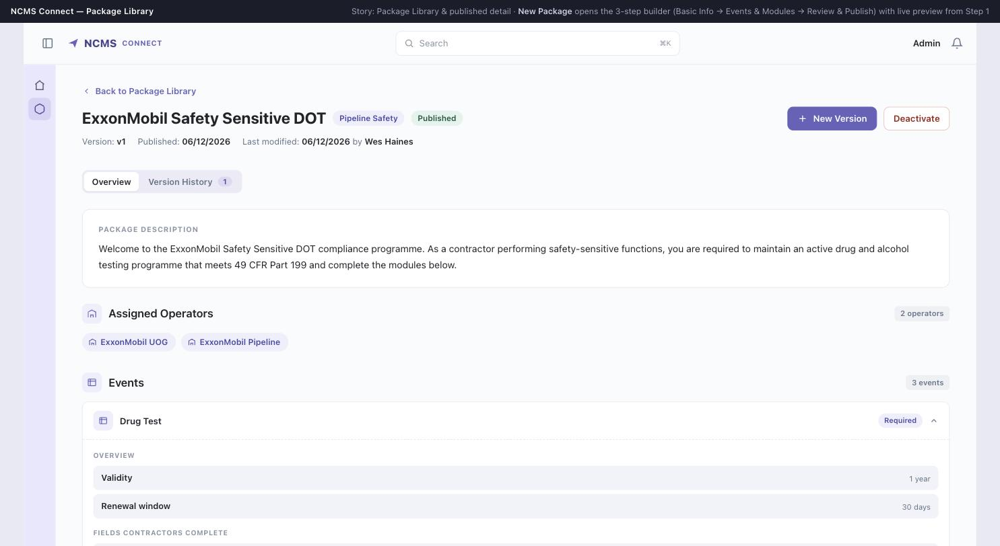 NCMS Connect — Package Library
Story: Package Library & published detail · New Package opens the 3-step builder (Basic Info → Events & Modules → Review & Publish) with live preview from Step 1
NCMS CONNECT
Search
⌘K
Admin
Back to Package Library
ExxonMobil Safety Sensitive DOT
Pipeline Safety
Published
New Version
Deactivate
Version: v1
Published: 06/12/2026
Last modified: 06/12/2026 by Wes Haines
Overview
Version History 1
PACKAGE DESCRIPTION
Welcome to the ExxonMobil Safety Sensitive DOT compliance programme. As a contractor performing safety-sensitive functions, you are required to maintain an active drug and alcohol
testing programme that meets 49 CFR Part 199 and complete the modules below.
Assigned Operators
2 operators
ExxonMobil UOG
ExxonMobil Pipeline
Events
3 events
Drug Test
Required
OVERVIEW
Validity
1 year
Renewal window
30 days
FIELDS CONTRACTORS COMPLETE